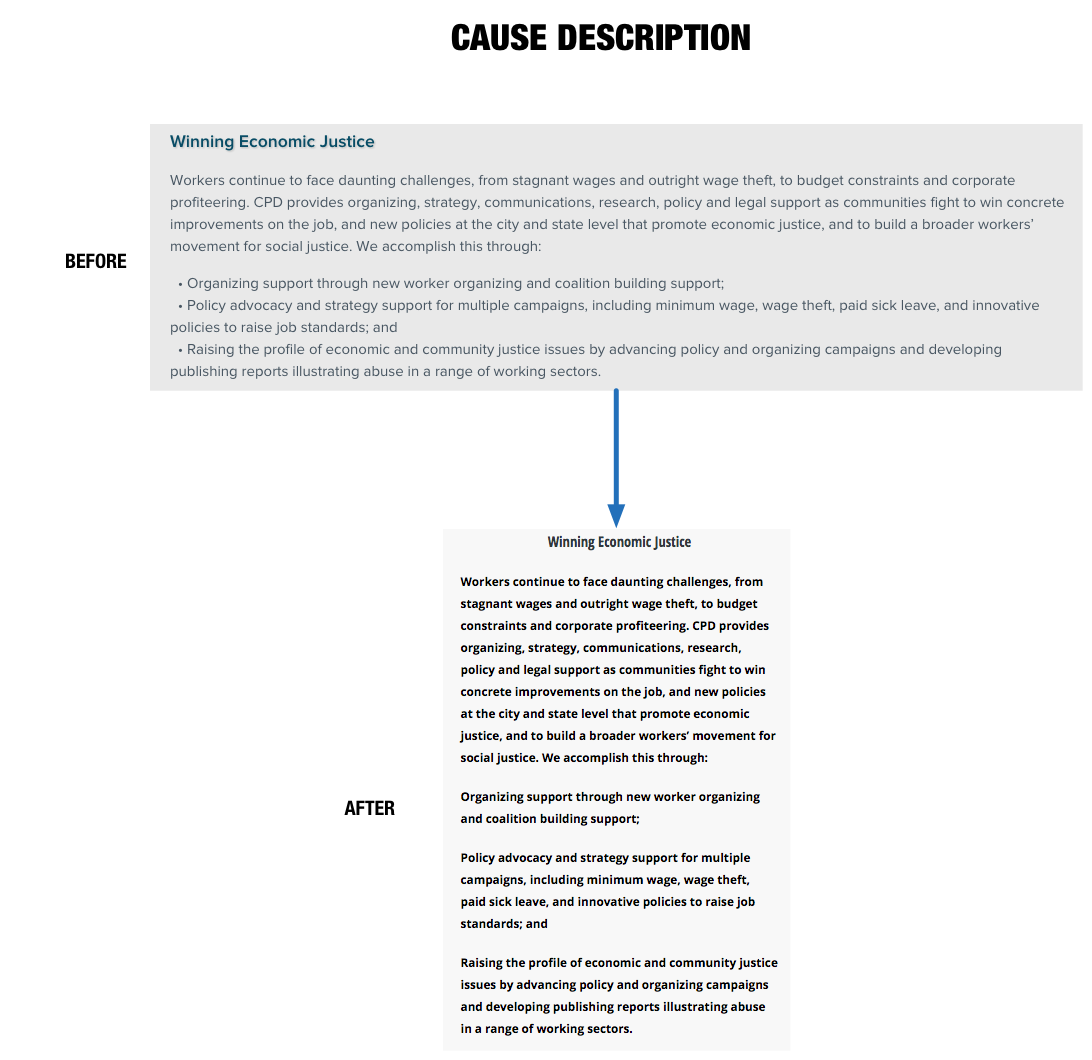 CAUSE DESCRIPTION
BEFORE
Winning Economic Justice
Workers continue to face daunting challenges, from stagnant wages and outright wage theft, to budget constraints and corporate
profiteering. CPD provides organizing, strategy, communications, research, policy and legal support as communities fight to win concrete
improvements on the job, and new policies at the city and state level that promote economic justice, and to build a broader workers’
movement for social justice. We accomplish this through:
• Organizing support through new worker organizing and coalition building support;
• Policy advocacy and strategy support for multiple campaigns, including minimum wage, wage theft, paid sick leave, and innovative
policies to raise job standards; and
• Raising the profile of economic and community justice issues by advancing policy and organizing campaigns and developing
publishing reports illustrating abuse in a range of working sectors.
AFTER
Winning Economic Justice
Workers continue to face daunting challenges, from
stagnant wages and outright wage theft, to budget
constraints and corporate profiteering. CPD provides
organizing, strategy, communications, research,
policy and legal support as communities fight to win
concrete improvements on the job, and new policies
at the city and state level that promote economic
justice, and to build a broader workers’ movement for
social justice. We accomplish this through:
Organizing support through new worker organizing
and coalition building support;
Policy advocacy and strategy support for multiple
campaigns, including minimum wage, wage theft,
paid sick leave, and innovative policies to raise job
standards; and
Raising the profile of economic and community justice
issues by advancing policy and organizing campaigns
and developing publishing reports illustrating abuse
in a range of working sectors.